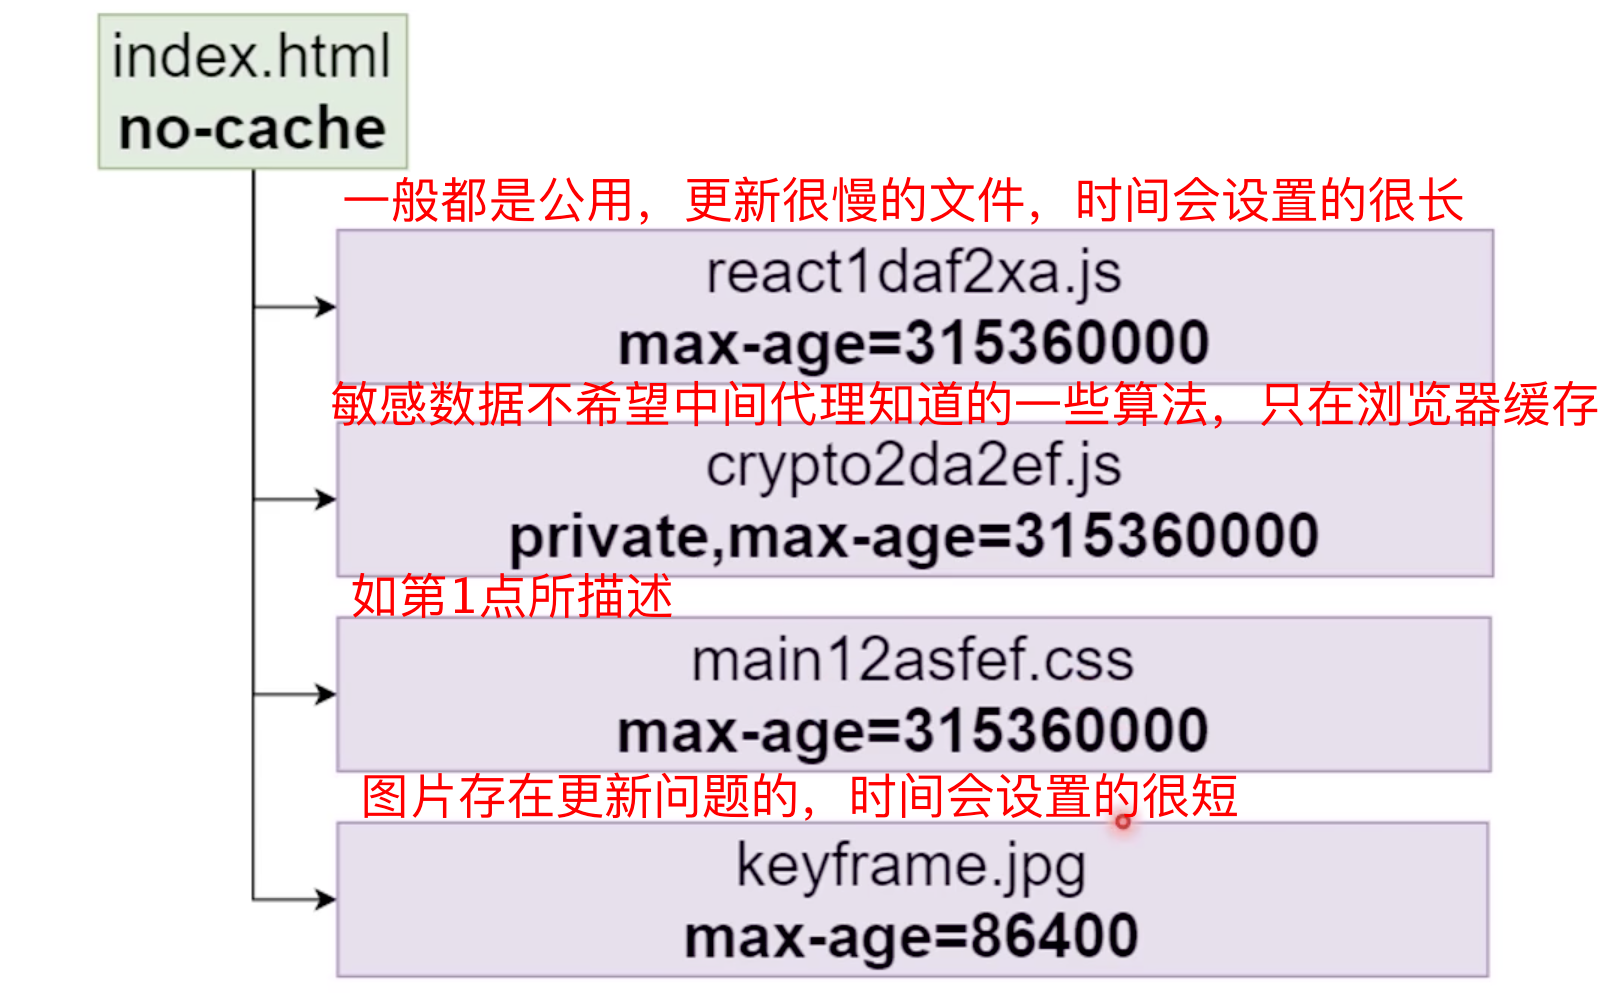 index.html
no-cache
一般都是公用，更新很慢的文件，时间会设置的很长
react1daf2xa.js
max-age=315360000
敏感数据不希望中间代理知道的一些算法，只在浏览器缓存
crypto2da2ef.js
private,max-age=315360000
如第1点所描述
main12asfef.css
max-age=315360000
图片存在更新问题的，时间会设置的很短
keyframe.jpg
max-age=86400